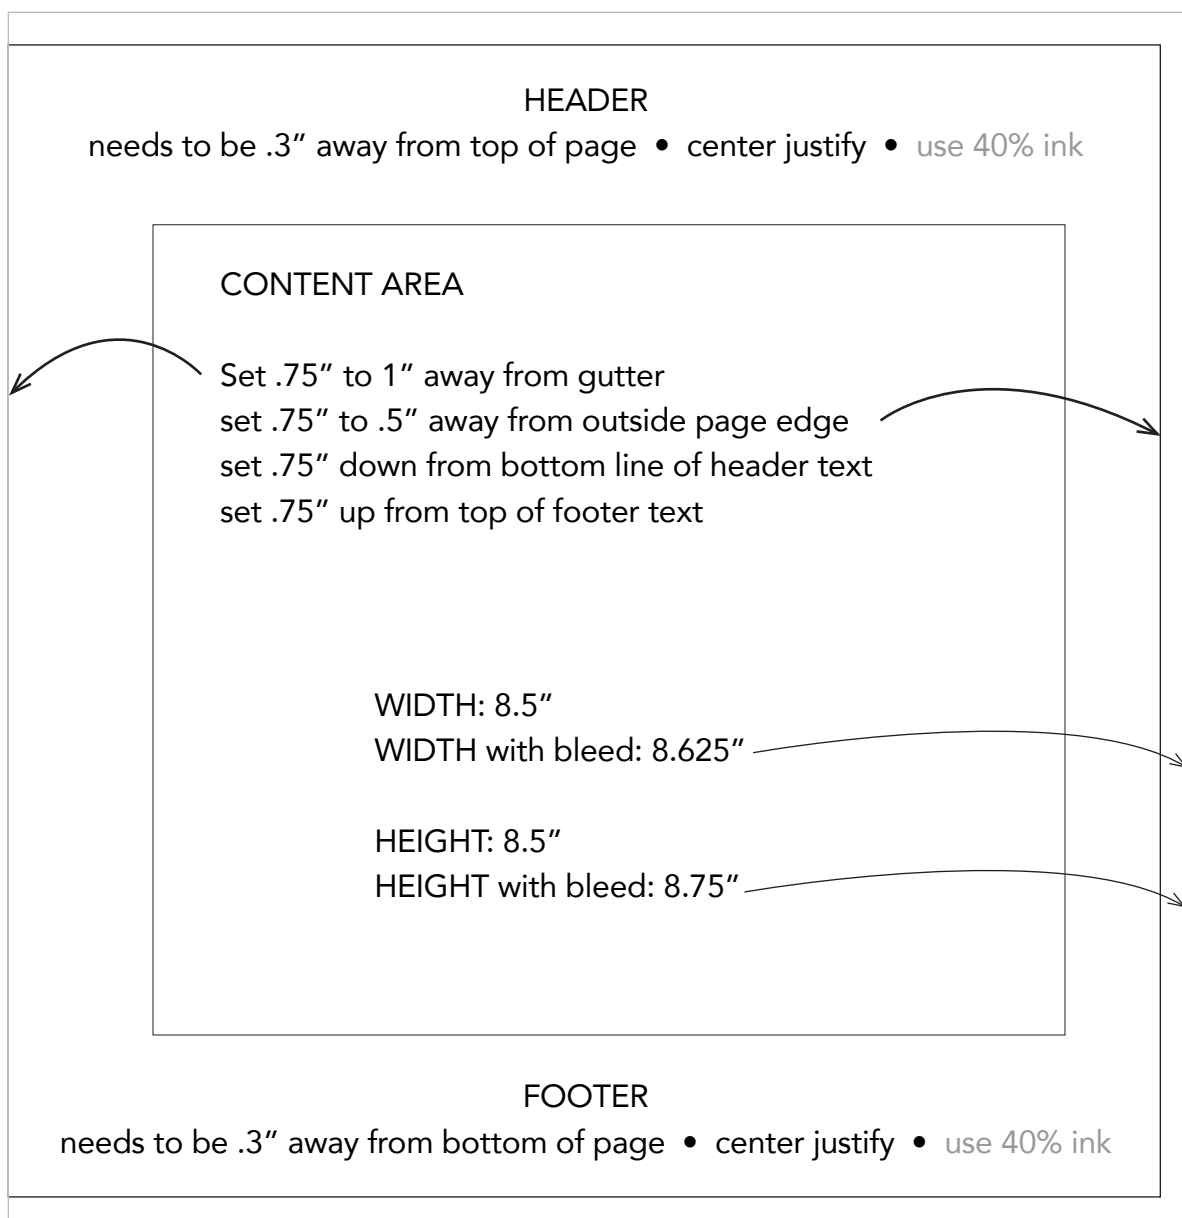 HEADER
needs to be .3” away from top of page • center justify • use 40% ink
CONTENT AREA
Set .75” to 1” away from gutter
set .75” to .5” away from outside page edge
set .75” down from bottom line of header text
set .75” up from top of footer text
WIDTH: 8.5”
WIDTH with bleed: 8.625”
HEIGHT: 8.5”
HEIGHT with bleed: 8.75”
FOOTER
needs to be .3” away from bottom of page • center justify • use 40% ink